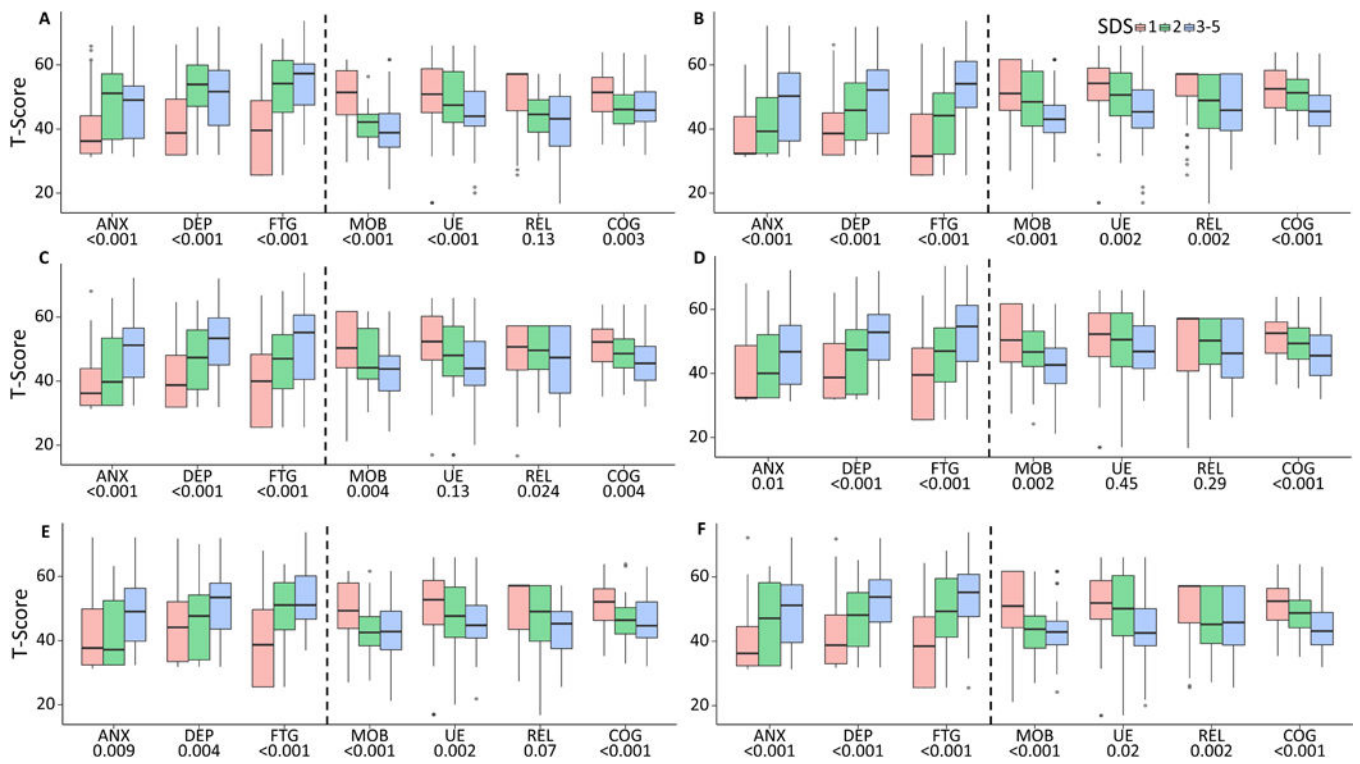 A
B
SDS 1 2 3-5
T-Score
60
40
20
ANX DEP FTG MOB UE REL COG
<0.001 <0.001 <0.001 <0.001 <0.001 0.13 0.003
60
40
20
ANX DEP FTG MOB UE REL COG
<0.001 <0.001 <0.001 <0.001 0.002 0.002 <0.001
C
D
T-Score
60
40
20
ANX DEP FTG MOB UE REL COG
<0.001 <0.001 <0.001 0.004 0.13 0.024 0.004
60
40
20
ANX DEP FTG MOB UE REL COG
0.01 <0.001 <0.001 0.002 0.45 0.29 <0.001
E
F
T-Score
60
40
20
ANX DEP FTG MOB UE REL COG
0.009 0.004 <0.001 <0.001 0.002 0.07 <0.001
60
40
20
ANX DEP FTG MOB UE REL COG
<0.001 <0.001 <0.001 <0.001 0.02 0.002 <0.001